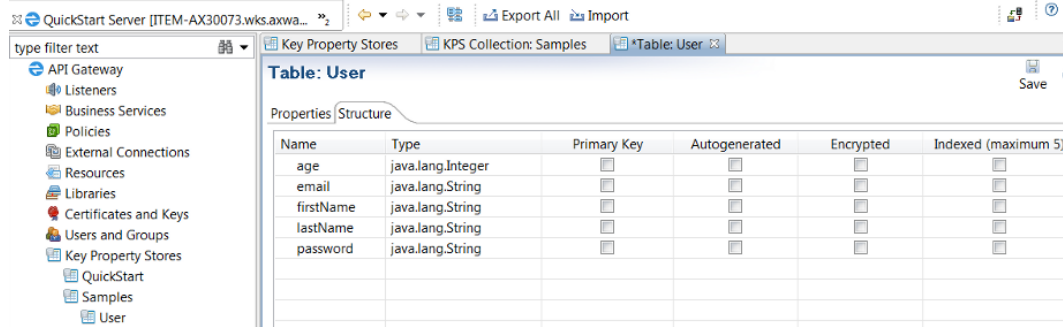 QuickStart Server [ITEM-AX30073.wks.axwa... »2 Export All Import
type filter text
Key Property Stores KPS Collection: Samples *Table: User
API Gateway
Listeners
Business Services
Policies
External Connections
Resources
Libraries
Certificates and Keys
Users and Groups
Key Property Stores
QuickStart
Samples
User
Table: User
Save
Properties Structure
Name Type Primary Key Autogenerated Encrypted Indexed (maximum 5)
age java.lang.Integer
email java.lang.String
firstName java.lang.String
lastName java.lang.String
password java.lang.String